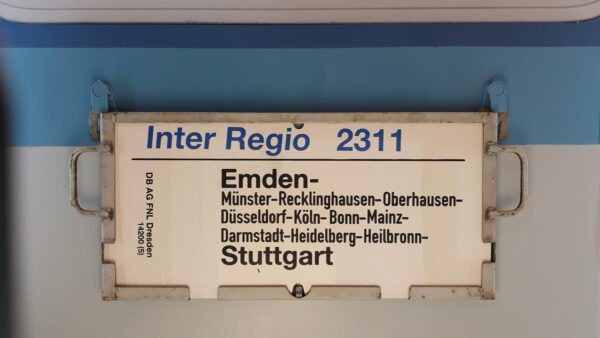 Inter Regio 2311
DB AG FNL Dresden
14200 (5)
Emden-
Münster-Recklinghausen-Oberhausen-
Düsseldorf-Köln- Bonn-Mainz-
Darmstadt-Heidelberg-Heilbronn-
Stuttgart